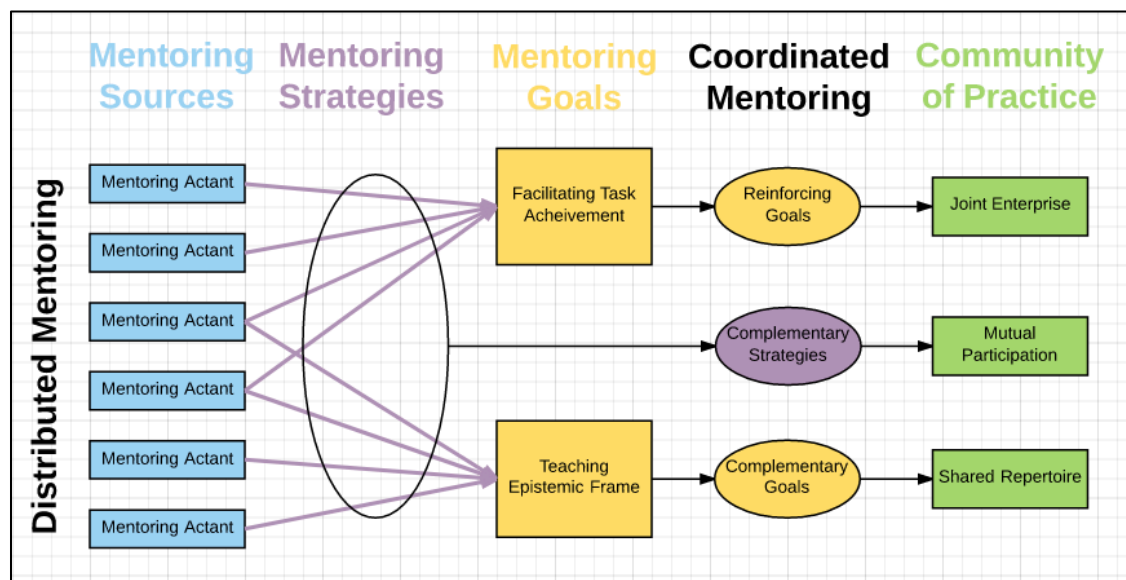 Mentoring
Sources
Mentoring
Strategies
Mentoring
Goals
Coordinated
Mentoring
Community
of Practice
Distributed Mentoring
Mentoring Actant
Mentoring Actant
Mentoring Actant
Mentoring Actant
Mentoring Actant
Mentoring Actant
Facilitating Task
Acheivement
Teaching
Epistemic Frame
Reinforcing
Goals
Complementary
Strategies
Complementary
Goals
Joint Enterprise
Mutual
Participation
Shared Repertoire